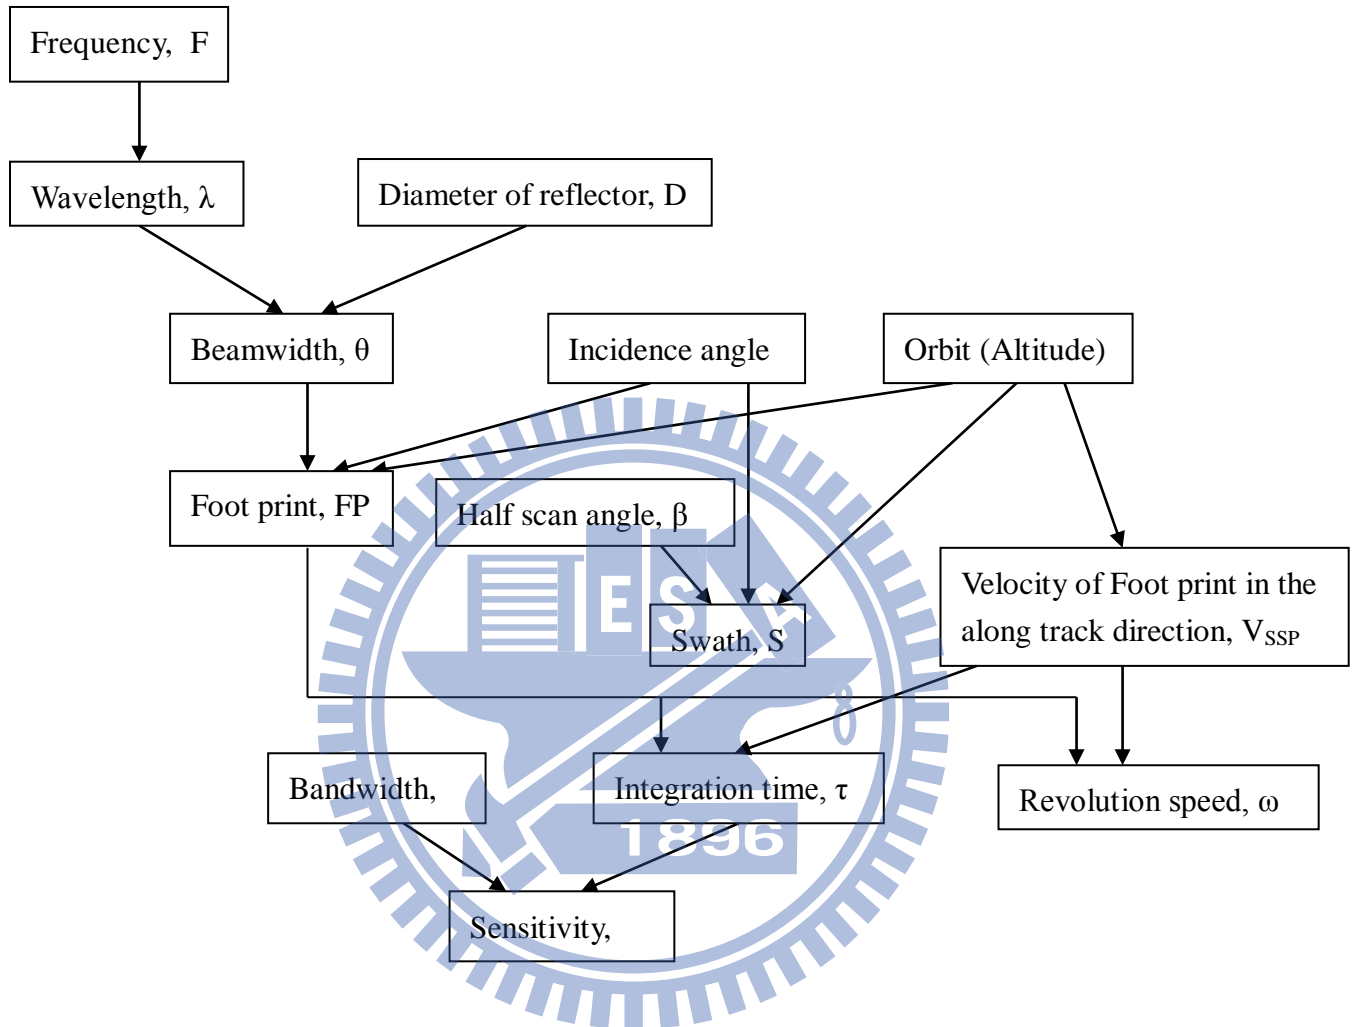 Frequency, F
Wavelength, λ
Diameter of reflector, D
Beamwidth, θ
Incidence angle
Orbit (Altitude)
Foot print, FP
Half scan angle, β
Velocity of Foot print in the
along track direction, V_SSP
Swath, S
E S A
Bandwidth,
Integration time, τ
Revolution speed, ω
1896
Sensitivity,